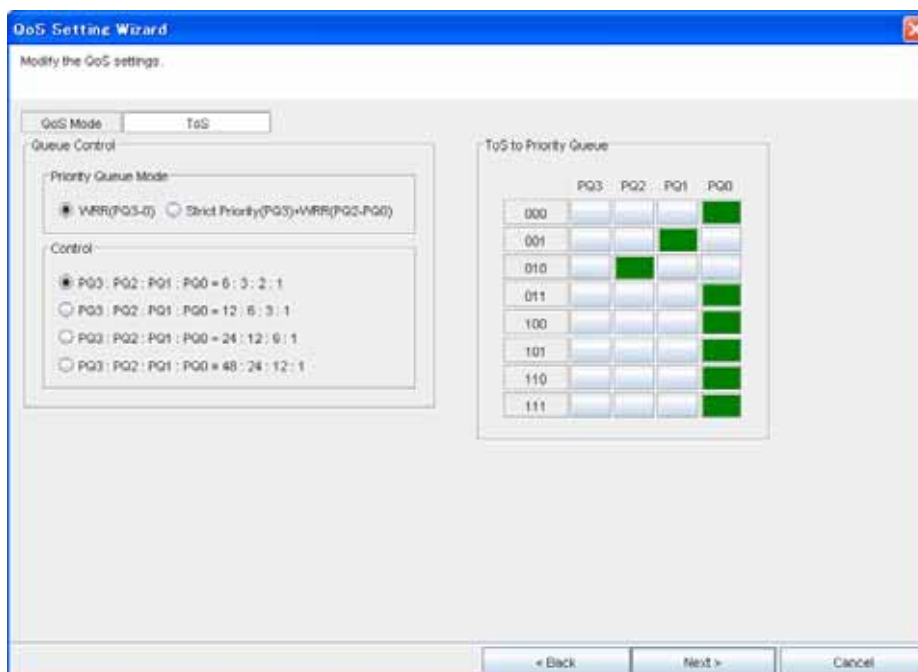 QoS Setting Wizard
Modify the QoS settings.
QoS Mode ToS
Queue Control
Priority Queue Mode
WRR(PQ3-0) Strict Priority(PQ3)+WRR(PQ2-PQ0)
Control
PQ3 : PQ2 : PQ1 : PQ0 = 6 : 3 : 2 : 1
PQ3 : PQ2 : PQ1 : PQ0 = 12 : 6 : 3 : 1
PQ3 : PQ2 : PQ1 : PQ0 = 24 : 12 : 6 : 1
PQ3 : PQ2 : PQ1 : PQ0 = 48 : 24 : 12 : 1
ToS to Priority Queue
PQ3 PQ2 PQ1 PQ0
000
001
010
011
100
101
110
111
< Back Next > Cancel